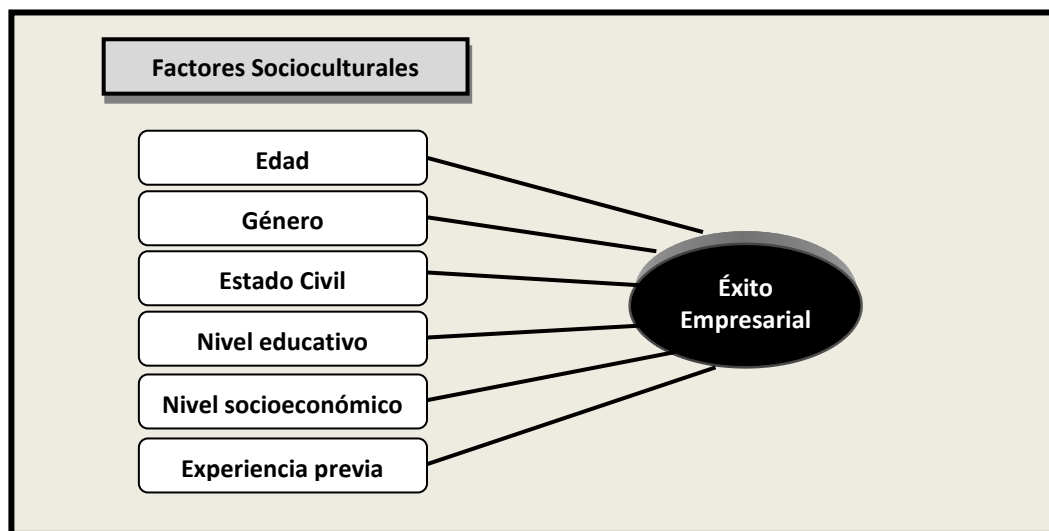 Factores Socioculturales
Edad
Género
Estado Civil
Nivel educativo
Nivel socioeconómico
Experiencia previa
Éxito
Empresarial